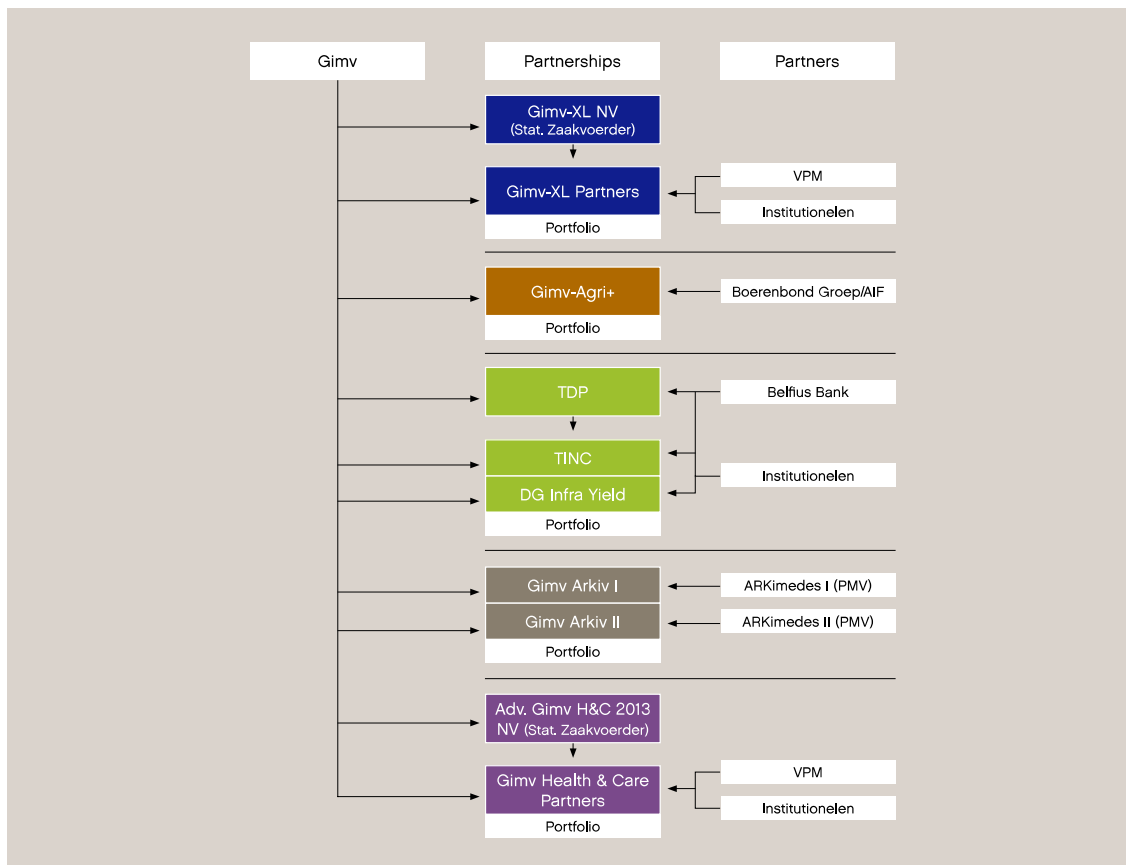 Gimv
Partnerships
Partners
Gimv-XL NV
(Stat. Zaakvoerder)
Gimv-XL Partners
Portfolio
VPM
Institutionelen
Gimv-Agri+
Portfolio
Boerenbond Groep/AIF
TDP
Belfius Bank
TINC
DG Infra Yield
Portfolio
Institutionelen
Gimv Arkiv I
ARKimedes I (PMV)
Gimv Arkiv II
ARKimedes II (PMV)
Portfolio
Adv. Gimv H&C 2013
NV (Stat. Zaakvoerder)
Gimv Health & Care
Partners
Portfolio
VPM
Institutionelen